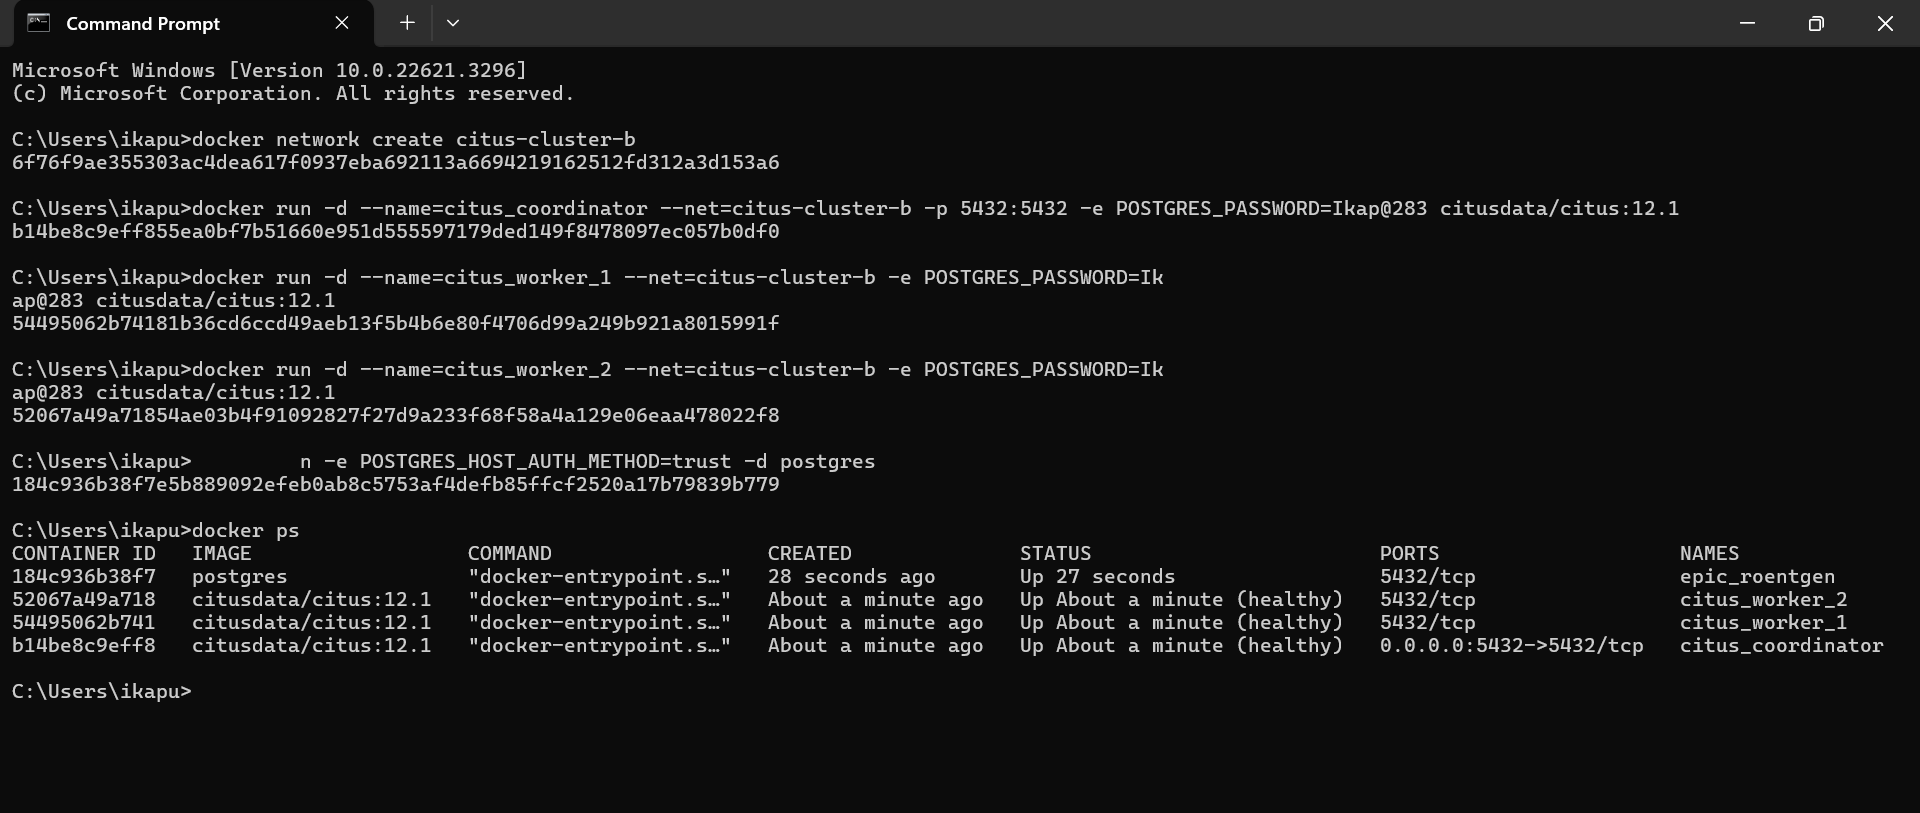 Command Prompt
Microsoft Windows [Version 10.0.22621.3296]
(c) Microsoft Corporation. All rights reserved.
C:\Users\ikapu>docker network create citus-cluster-b
6f76f9ae355303ac4dea617f0937eba692113a6694219162512fd312a3d153a6
C:\Users\ikapu>docker run -d --name=citus_coordinator --net=citus-cluster-b -p 5432:5432 -e POSTGRES_PASSWORD=Ikap@283 citusdata/citus:12.1
b14be8c9eff855ea0bf7b51660e951d555597179ded149f8478097ec057b0df0
C:\Users\ikapu>docker run -d --name=citus_worker_1 --net=citus-cluster-b -e POSTGRES_PASSWORD=Ik
ap@283 citusdata/citus:12.1
54495062b74181b36cd6ccd49aeb13f5b4b6e80f4706d99a249b921a8015991f
C:\Users\ikapu>docker run -d --name=citus_worker_2 --net=citus-cluster-b -e POSTGRES_PASSWORD=Ik
ap@283 citusdata/citus:12.1
52067a49a71854ae03b4f91092827f27d9a233f68f58a4a129e06eaa478022f8
C:\Users\ikapu>         n -e POSTGRES_HOST_AUTH_METHOD=trust -d postgres
184c936b38f7e5b889092efeb0ab8c5753af4defb85ffcf2520a17b79839b779
C:\Users\ikapu>docker ps
CONTAINER ID   IMAGE                  COMMAND                  CREATED              STATUS                        PORTS                    NAMES
184c936b38f7   postgres               "docker-entrypoint.s…"   28 seconds ago       Up 27 seconds                 5432/tcp                 epic_roentgen
52067a49a718   citusdata/citus:12.1   "docker-entrypoint.s…"   About a minute ago   Up About a minute (healthy)   5432/tcp                 citus_worker_2
54495062b741   citusdata/citus:12.1   "docker-entrypoint.s…"   About a minute ago   Up About a minute (healthy)   5432/tcp                 citus_worker_1
b14be8c9eff8   citusdata/citus:12.1   "docker-entrypoint.s…"   About a minute ago   Up About a minute (healthy)   0.0.0.0:5432->5432/tcp   citus_coordinator
C:\Users\ikapu>